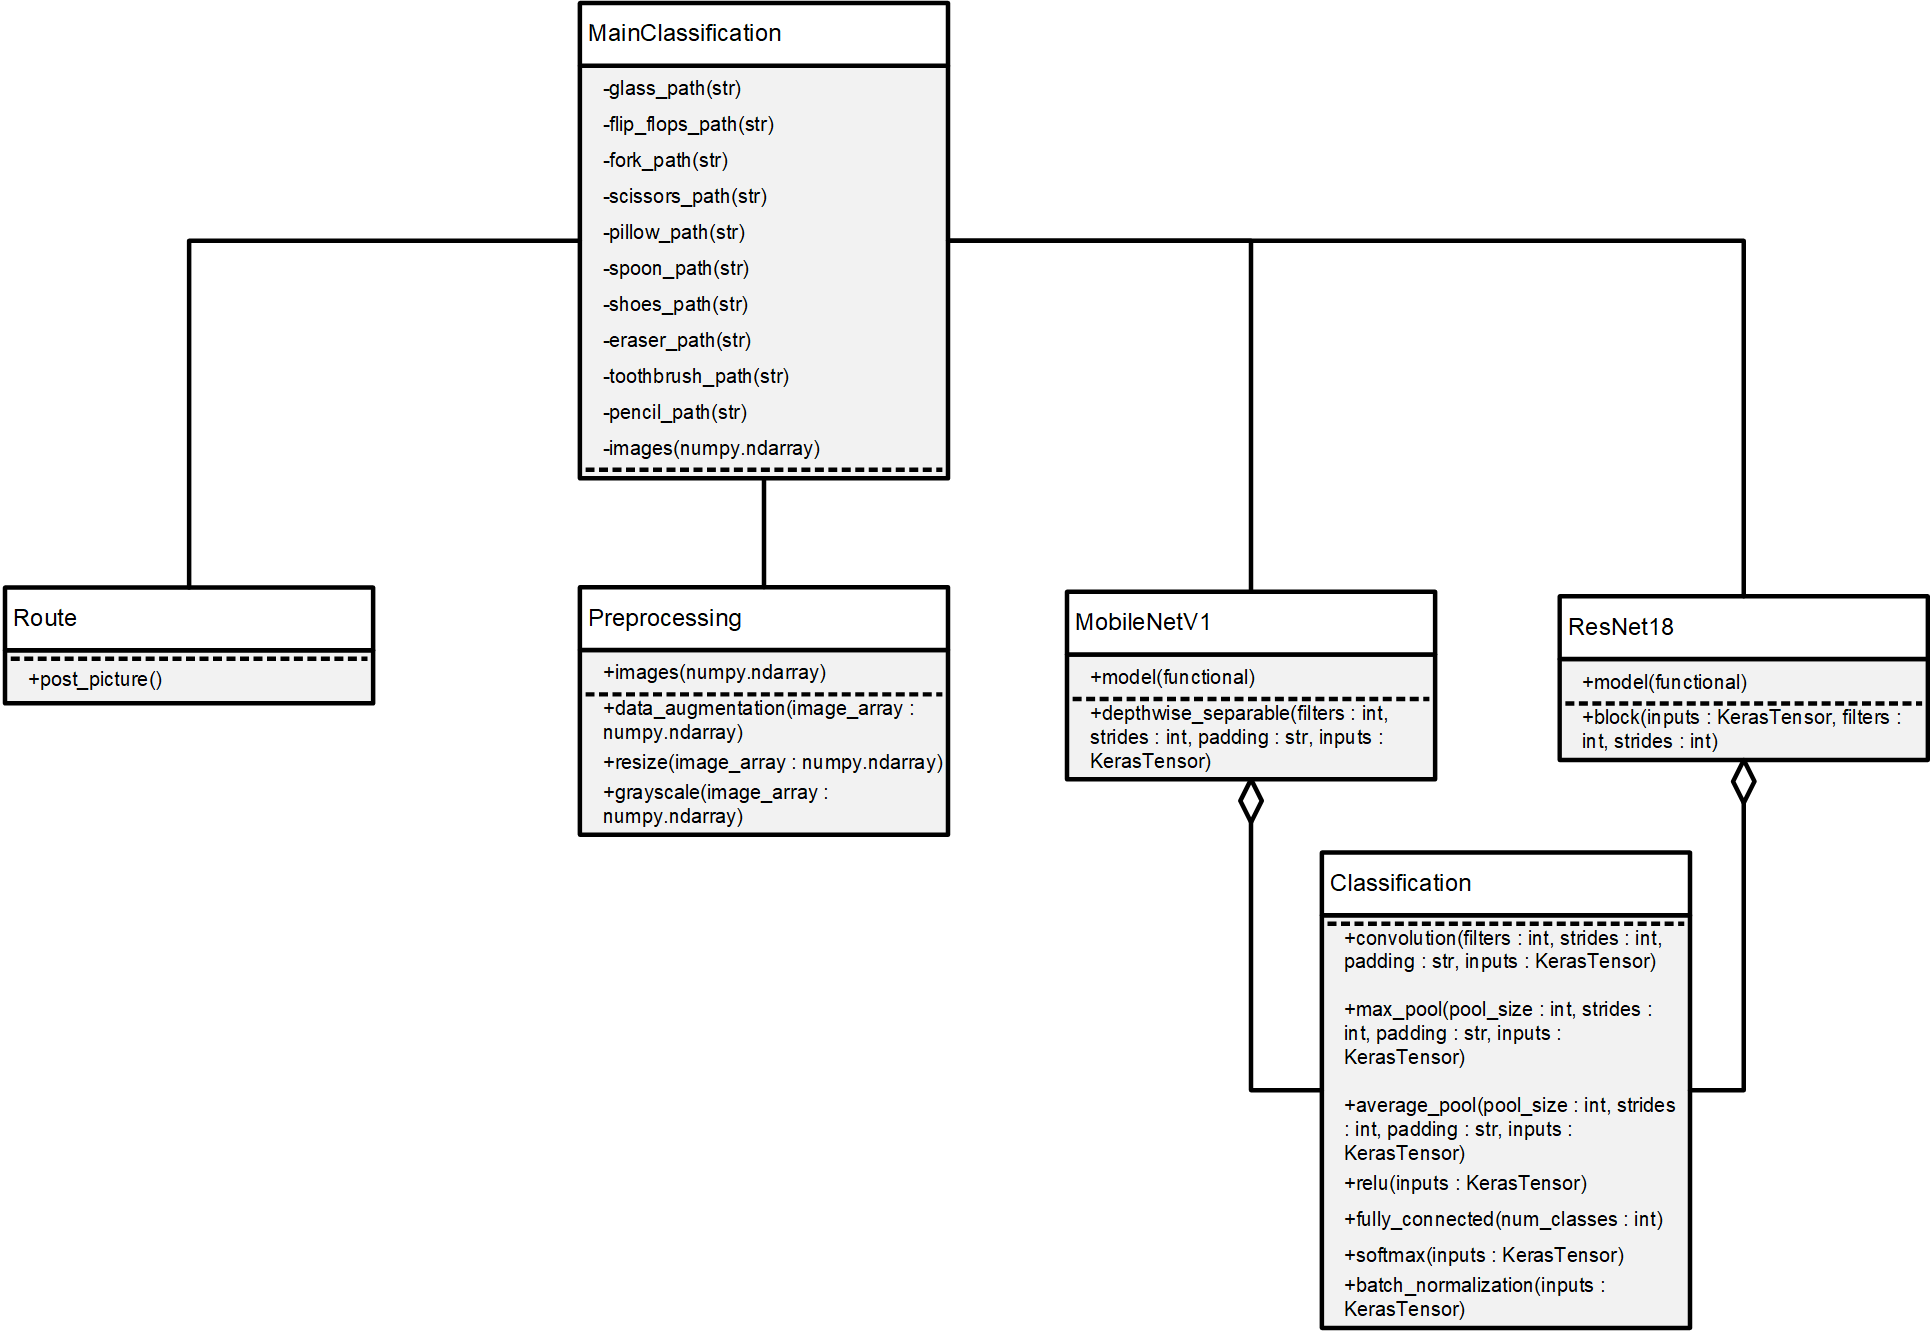 MainClassification
-glass_path(str)
-flip_flops_path(str)
-fork_path(str)
-scissors_path(str)
-pillow_path(str)
-spoon_path(str)
-shoes_path(str)
-eraser_path(str)
-toothbrush_path(str)
-pencil_path(str)
-images(numpy.ndarray)
Route
+post_picture()
Preprocessing
+images(numpy.ndarray)
+data_augmentation(image_array :
numpy.ndarray)
+resize(image_array : numpy.ndarray)
+grayscale(image_array :
numpy.ndarray)
MobileNetV1
+model(functional)
+depthwise_separable(filters : int,
strides : int, padding : str, inputs :
KerasTensor)
ResNet18
+model(functional)
+block(inputs : KerasTensor, filters :
int, strides : int)
Classification
+convolution(filters : int, strides : int,
padding : str, inputs : KerasTensor)
+max_pool(pool_size : int, strides :
int, padding : str, inputs :
KerasTensor)
+average_pool(pool_size : int, strides
: int, padding : str, inputs :
KerasTensor)
+relu(inputs : KerasTensor)
+fully_connected(num_classes : int)
+softmax(inputs : KerasTensor)
+batch_normalization(inputs :
KerasTensor)